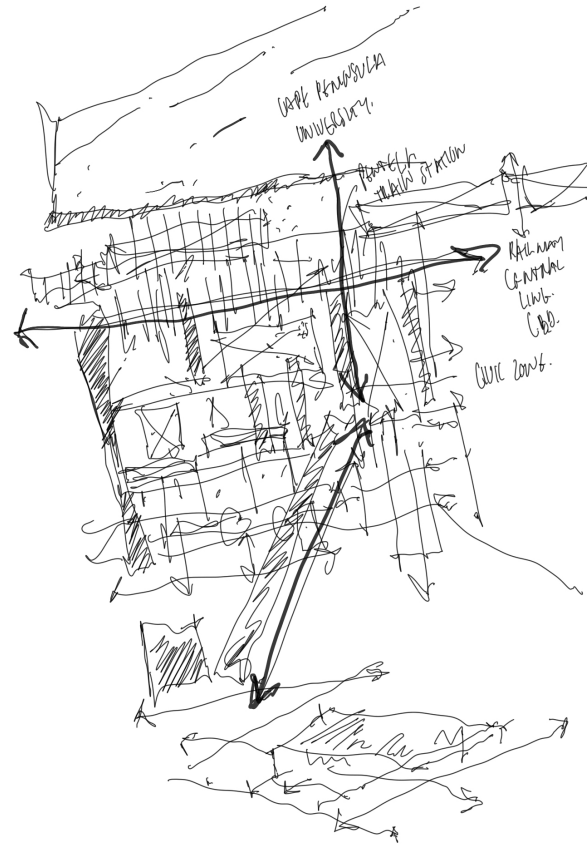 CAPE PENINSULA
UNIVERSITY.
TRAIN STATION
RAILWAY
CENTRAL
LINE.
CBD.
CIVIC ZONE.